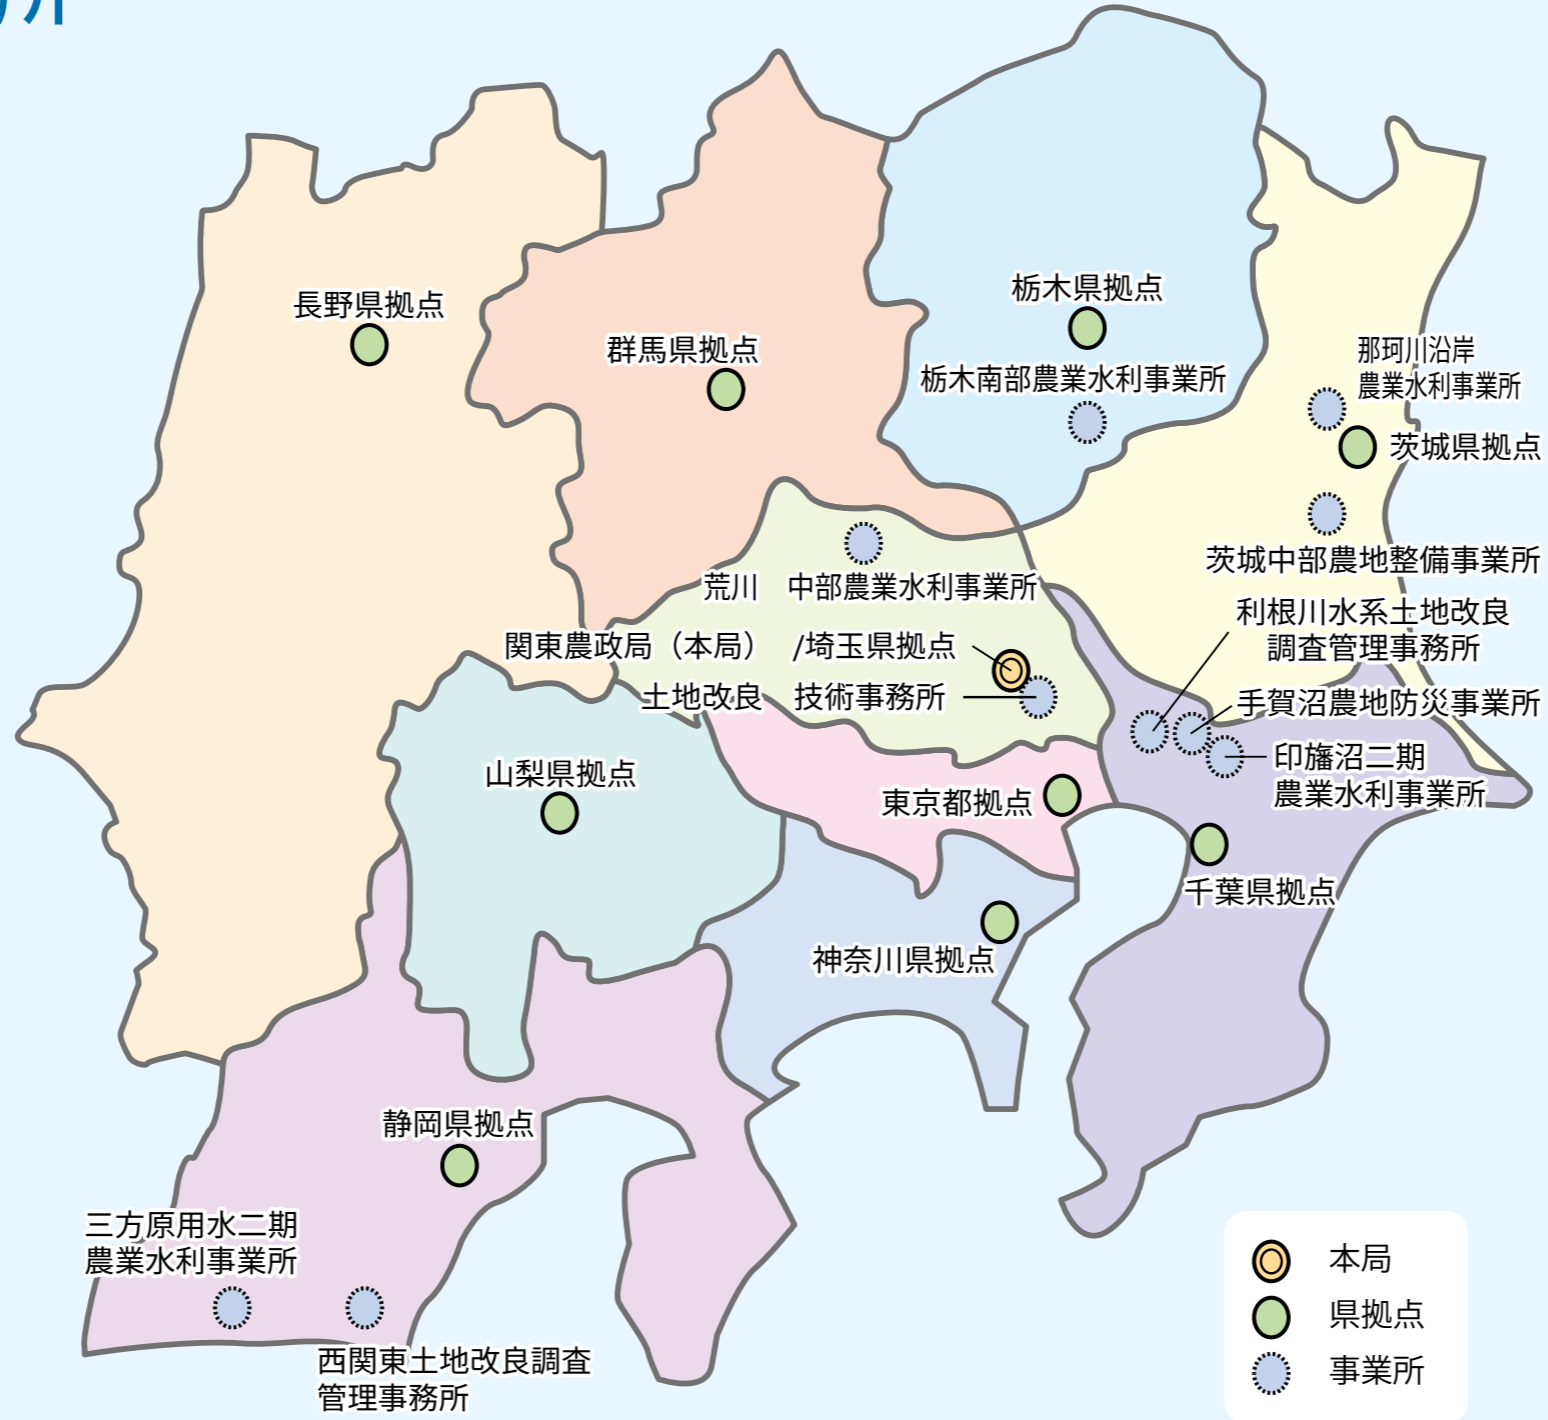 長野県拠点
群馬県拠点
栃木県拠点
栃木南部農業水利事業所
那珂川沿岸
農業水利事業所
茨城県拠点
茨城中部農地整備事業所
荒川　中部農業水利事業所
関東農政局（本局）　/埼玉県拠点
土地改良　技術事務所
利根川水系土地改良
調査管理事務所
手賀沼農地防災事業所
印旛沼二期
農業水利事業所
山梨県拠点
東京都拠点
千葉県拠点
神奈川県拠点
静岡県拠点
三方原用水二期
農業水利事業所
西関東土地改良調査
管理事務所
本局
県拠点
事業所